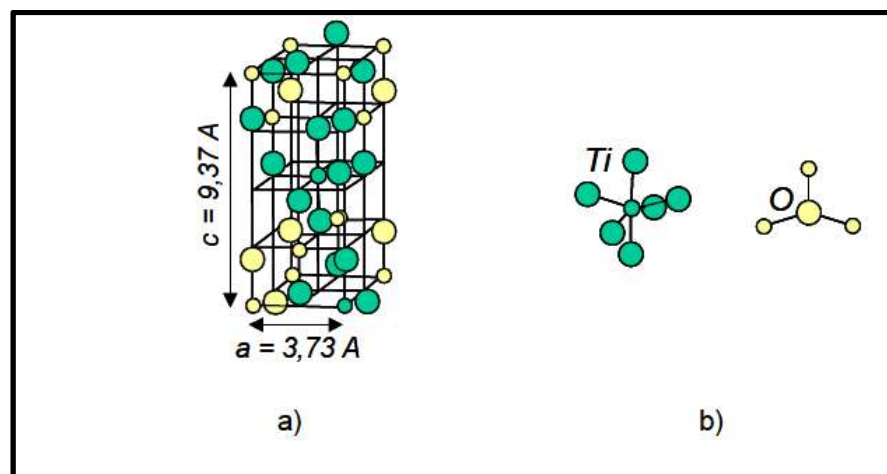 c = 9,37 A
a = 3,73 A
Ti
O
a)
b)